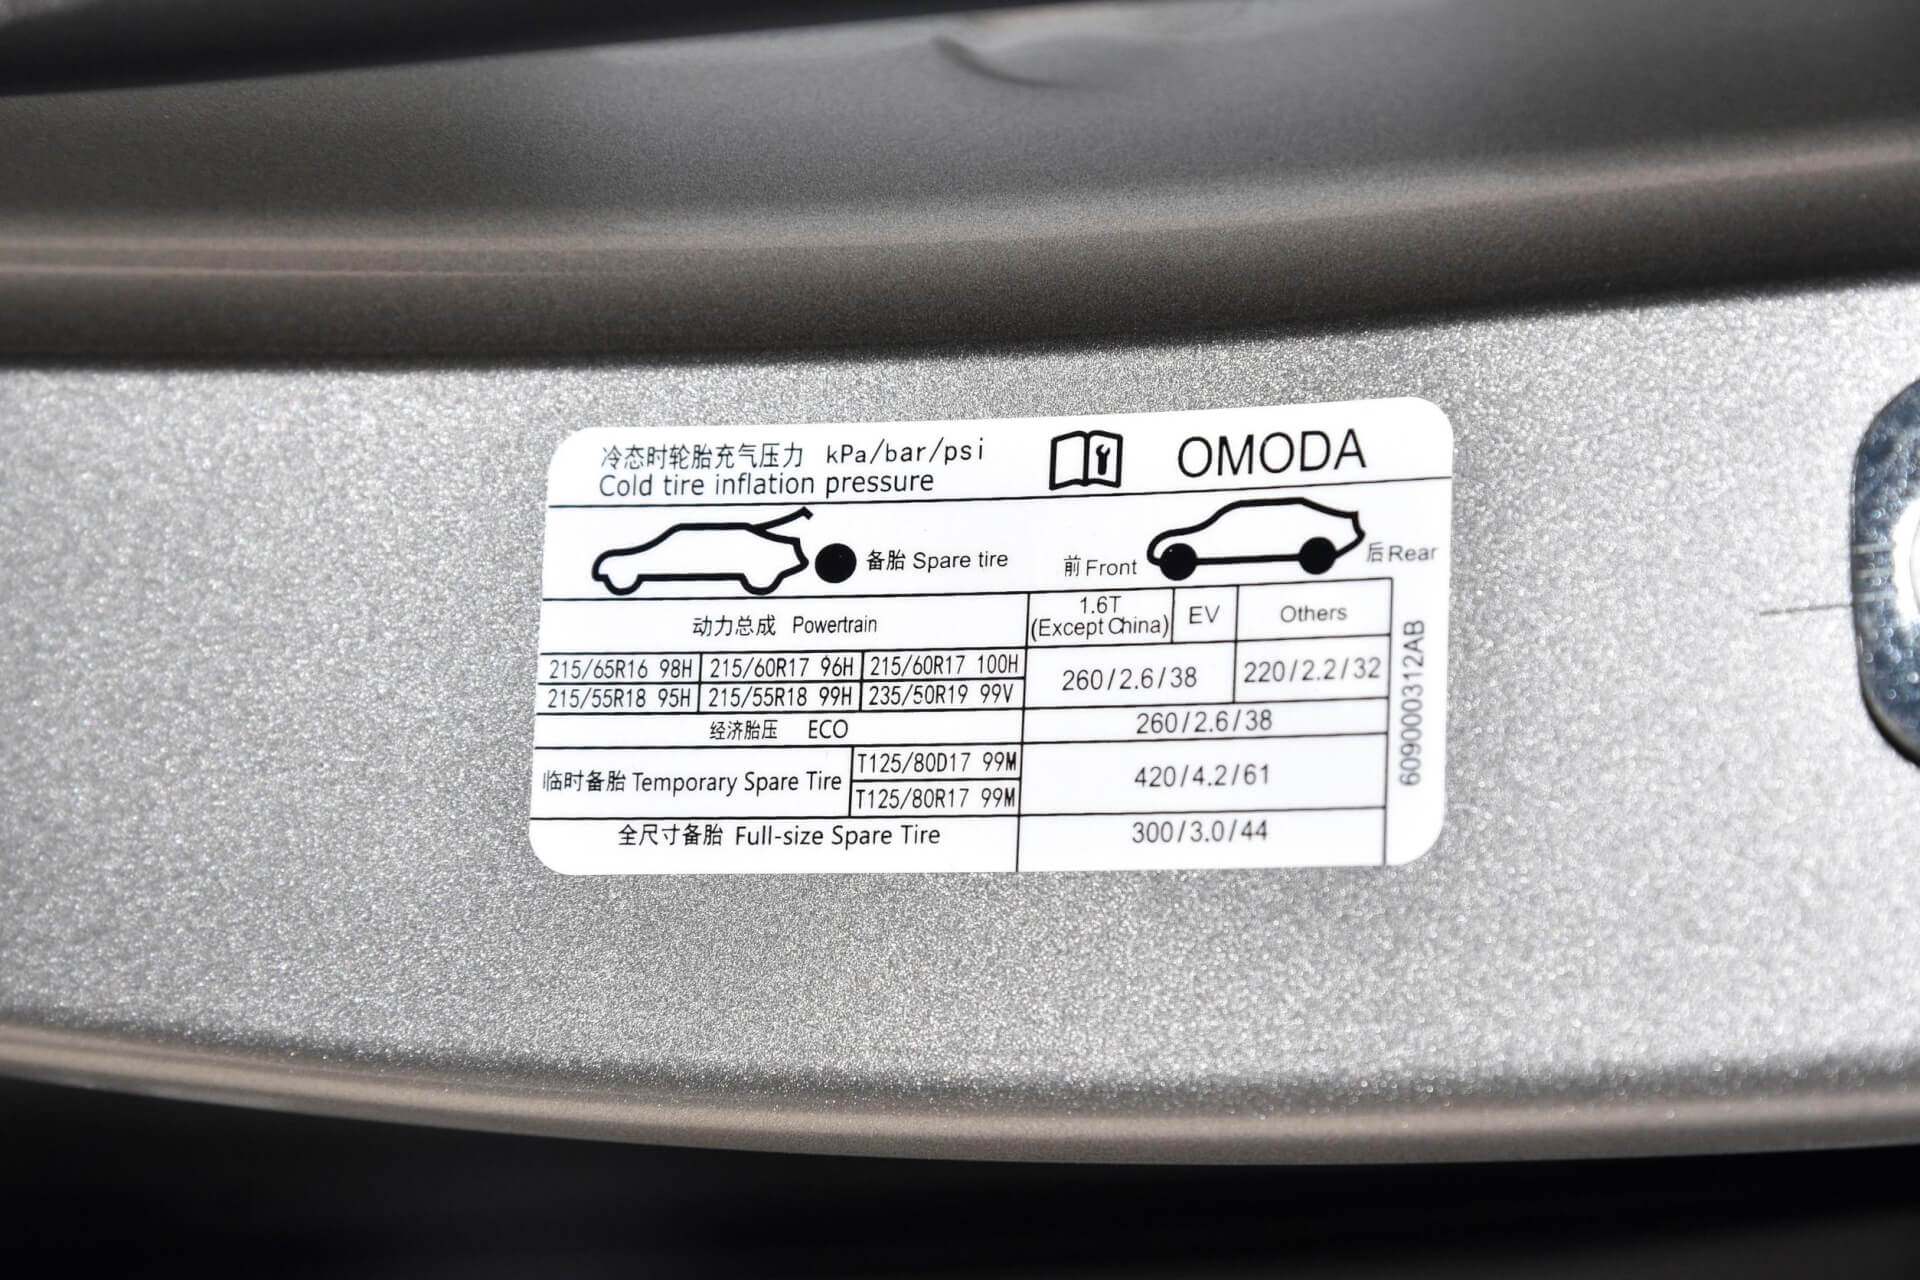 冷态时轮胎充气压力 kPa/bar/psi
Cold tire inflation pressure
OMODA
备胎 Spare tire
前 Front
后 Rear
动力总成 Powertrain
1.6T
(Except China)
EV
Others
215/65R16 98H 215/60R17 96H 215/60R17 100H
215/55R18 95H 215/55R18 99H 235/50R19 99V
260/2.6/38
220/2.2/32
经济胎压 ECO
260/2.6/38
临时备胎 Temporary Spare Tire
T125/80D17 99M
T125/80R17 99M
420/4.2/61
全尺寸备胎 Full-size Spare Tire
300/3.0/44
609000312AB